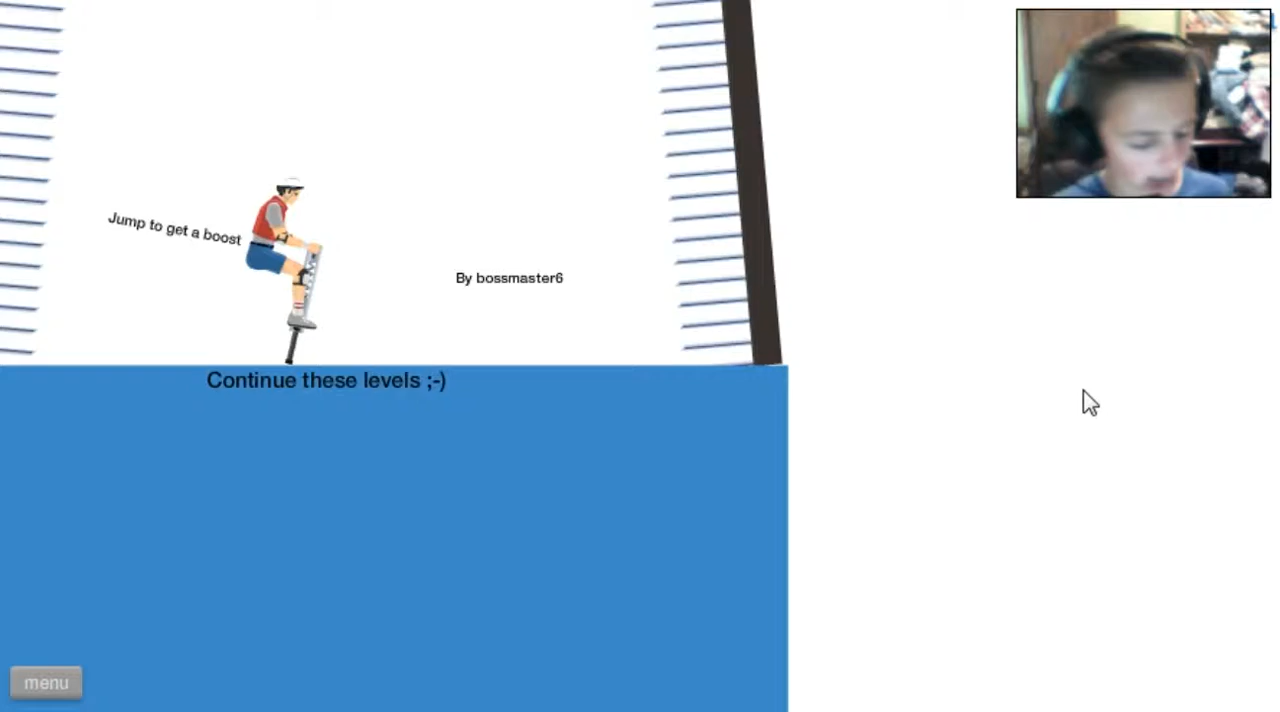 Jump to get a boost
By bossmaster6
Continue these levels ;-)
menu